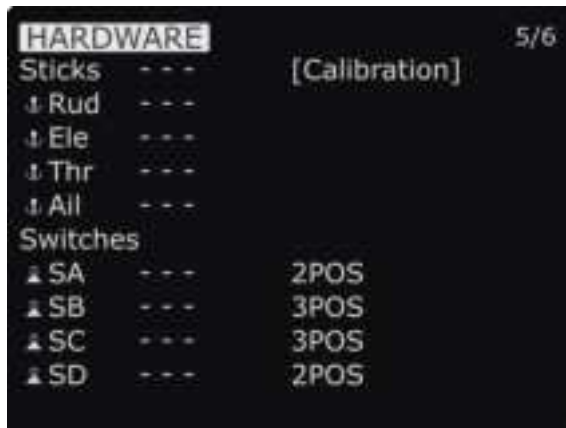 HARDWARE 5/6
Sticks - - - [Calibration]
Rud - - -
Ele - - -
Thr - - -
Ail - - -
Switches
SA - - - 2POS
SB - - - 3POS
SC - - - 3POS
SD - - - 2POS